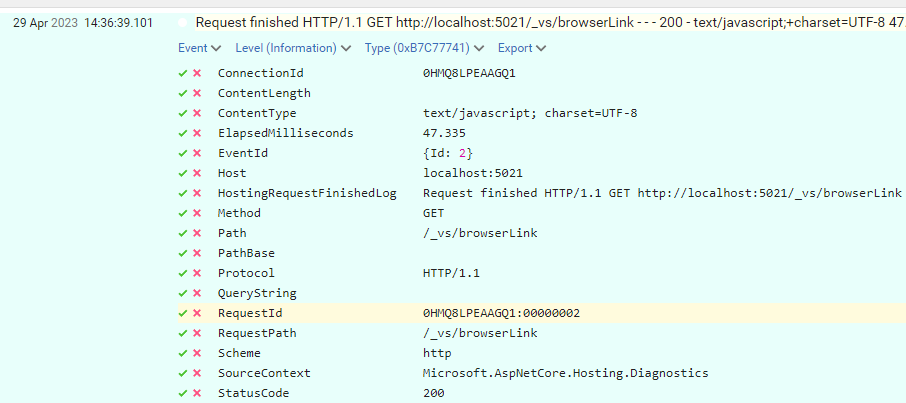 29 Apr 2023 14:36:39.101 Request finished HTTP/1.1 GET http://localhost:5021/_vs/browserLink - - - 200 - text/javascript;+charset=UTF-8 47.
Event Level (Information) Type (0xB7C77741) Export
ConnectionId 0HMQ8LPEAAGQ1
ContentLength
ContentType text/javascript; charset=UTF-8
ElapsedMilliseconds 47.335
EventId {Id: 2}
Host localhost:5021
HostingRequestFinishedLog Request finished HTTP/1.1 GET http://localhost:5021/_vs/browserLink
Method GET
Path /_vs/browserLink
PathBase
Protocol HTTP/1.1
QueryString
RequestId 0HMQ8LPEAAGQ1:00000002
RequestPath /_vs/browserLink
Scheme http
SourceContext Microsoft.AspNetCore.Hosting.Diagnostics
StatusCode 200